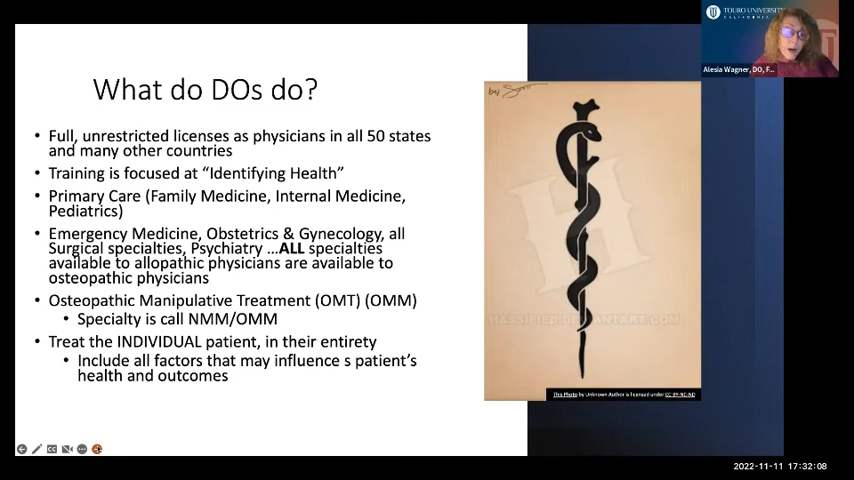 TOURO UNIVERSITY
CALIFORNIA
Alesia Wagner, DO, F...
What do DOs do?
• Full, unrestricted licenses as physicians in all 50 states
and many other countries
• Training is focused at “Identifying Health”
• Primary Care (Family Medicine, Internal Medicine,
Pediatrics)
• Emergency Medicine, Obstetrics & Gynecology, all
Surgical specialties, Psychiatry ...ALL specialties
available to allopathic physicians are available to
osteopathic physicians
• Osteopathic Manipulative Treatment (OMT) (OMM)
• Specialty is call NMM/OMM
• Treat the INDIVIDUAL patient, in their entirety
• Include all factors that may influence s patient’s
health and outcomes
by
H
This Photo by Unknown Author is licensed under CC BY-NC-ND
2022-11-11 17:32:08